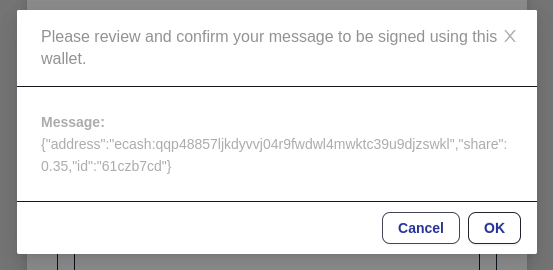 Please review and confirm your message to be signed using this
wallet.
Message:
{"address":"ecash:qqp48857ljkdyvvj04r9fwdwl4mwktc39u9djzswkl","share":
0.35,"id":"61czb7cd"}
Cancel OK